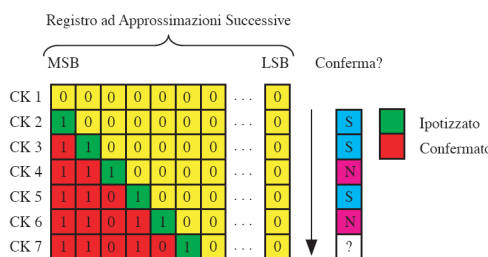 Registro ad Approssimazioni Successive
MSB LSB Conferma?
CK 1 0 0 0 0 0 0 0 ... 0
CK 2 1 0 0 0 0 0 0 ... 0 S Ipotizzato
CK 3 1 1 0 0 0 0 0 ... 0 S Confermato
CK 4 1 1 1 0 0 0 0 ... 0 N
CK 5 1 1 0 1 0 0 0 ... 0 S
CK 6 1 1 0 1 1 0 0 ... 0 N
CK 7 1 1 0 1 0 1 0 ... 0 ?